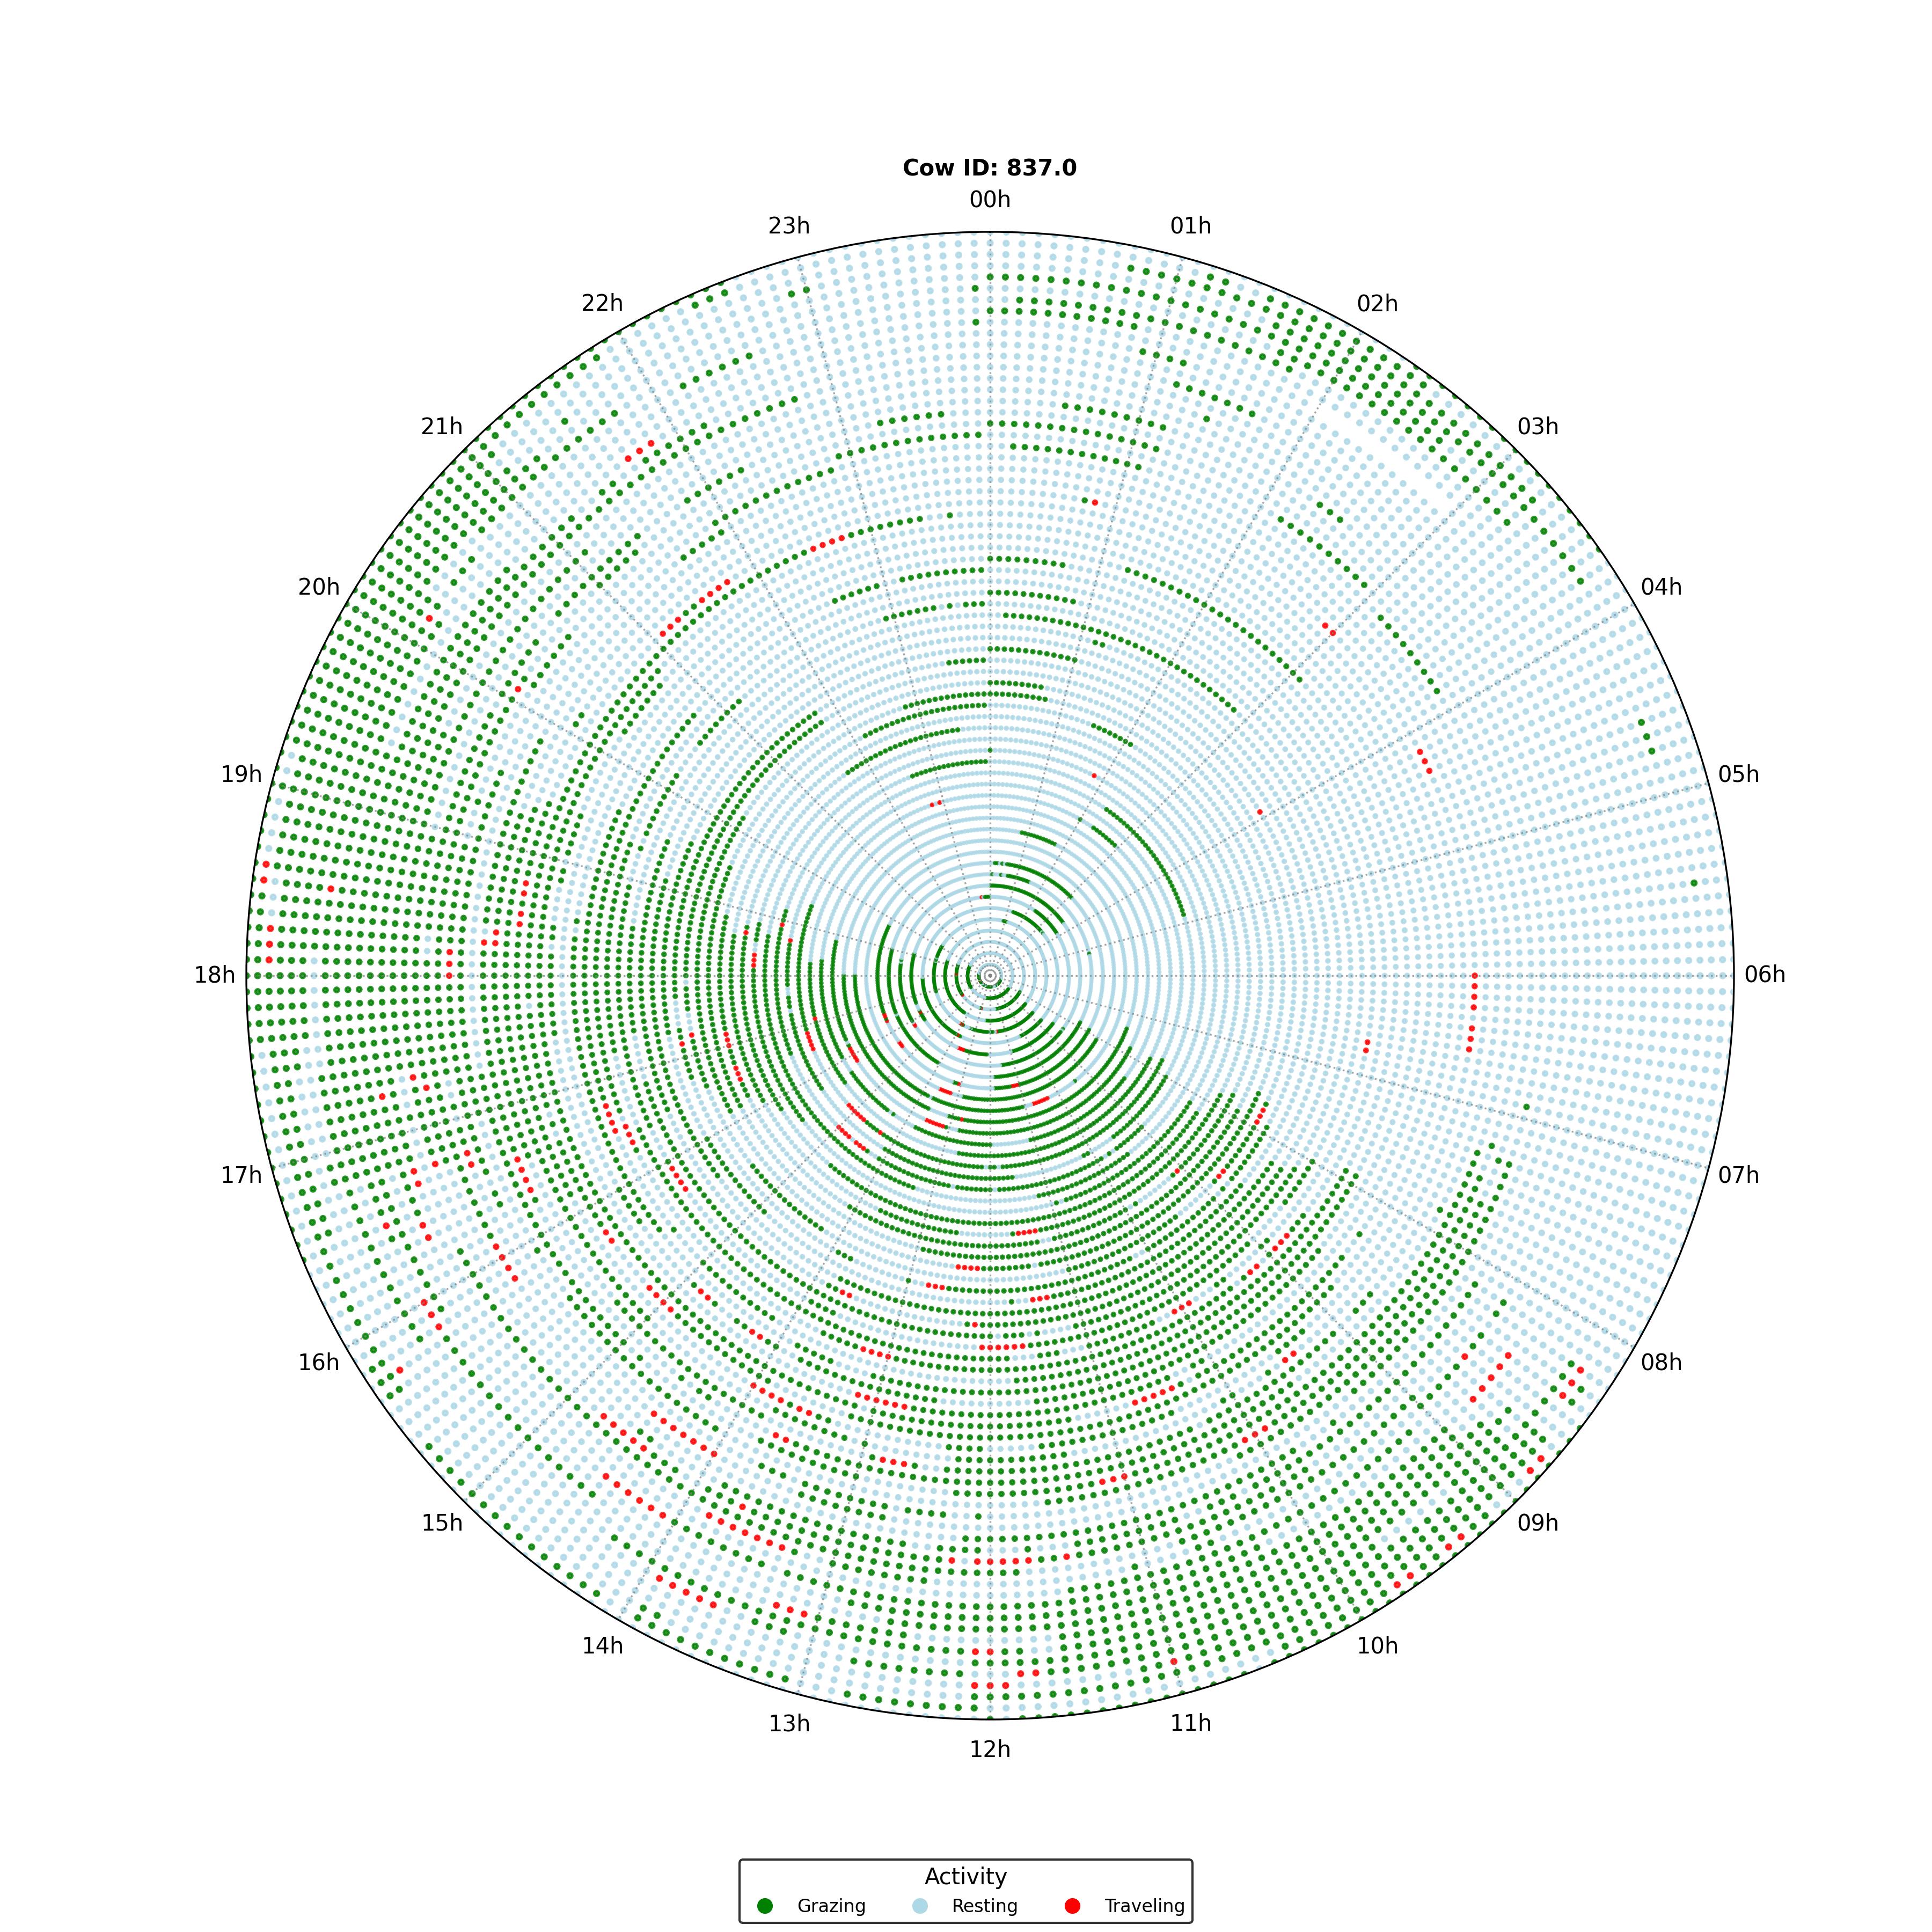 Cow ID: 837.0
00h
23h
01h
22h
02h
21h
03h
20h
04h
19h
05h
18h
06h
17h
07h
16h
08h
15h
09h
14h
10h
13h
11h
12h
Activity
Grazing Resting Traveling